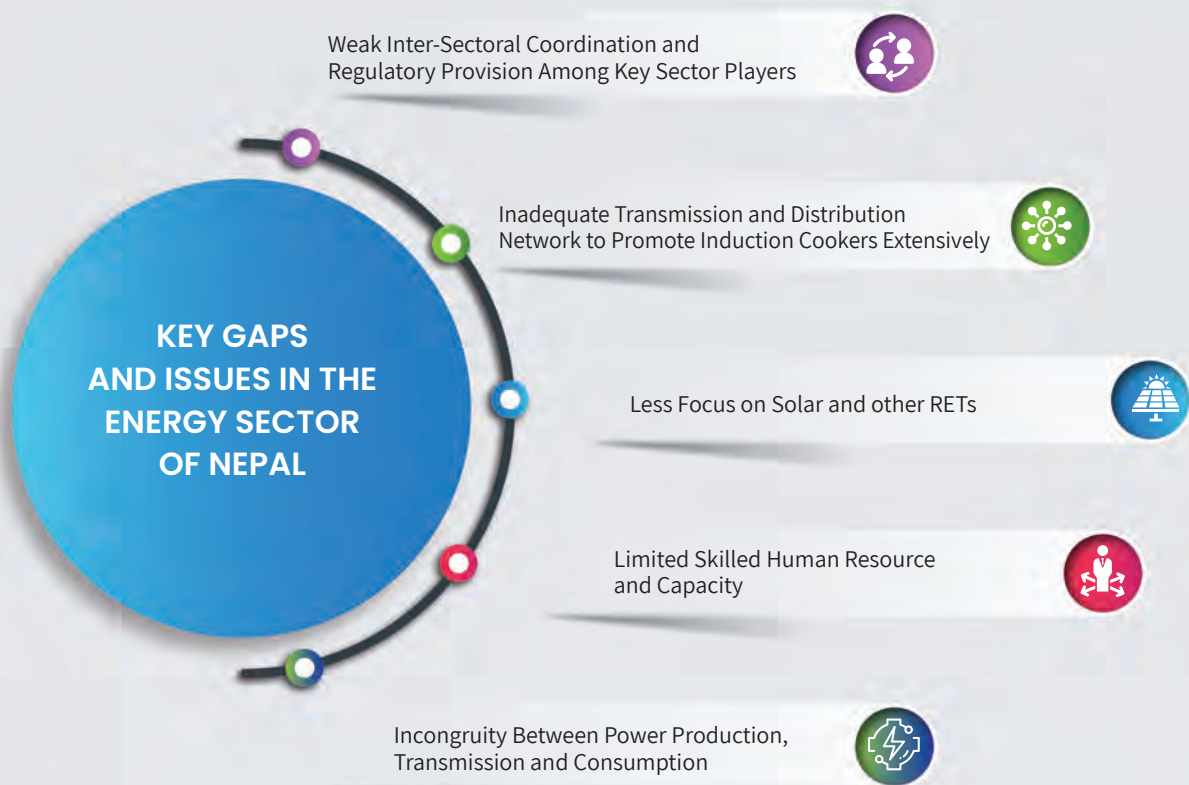 Weak Inter-Sectoral Coordination and
Regulatory Provision Among Key Sector Players
Inadequate Transmission and Distribution
Network to Promote Induction Cookers Extensively
KEY GAPS
AND ISSUES IN THE
ENERGY SECTOR
OF NEPAL
Less Focus on Solar and other RETs
Limited Skilled Human Resource
and Capacity
Incongruity Between Power Production,
Transmission and Consumption